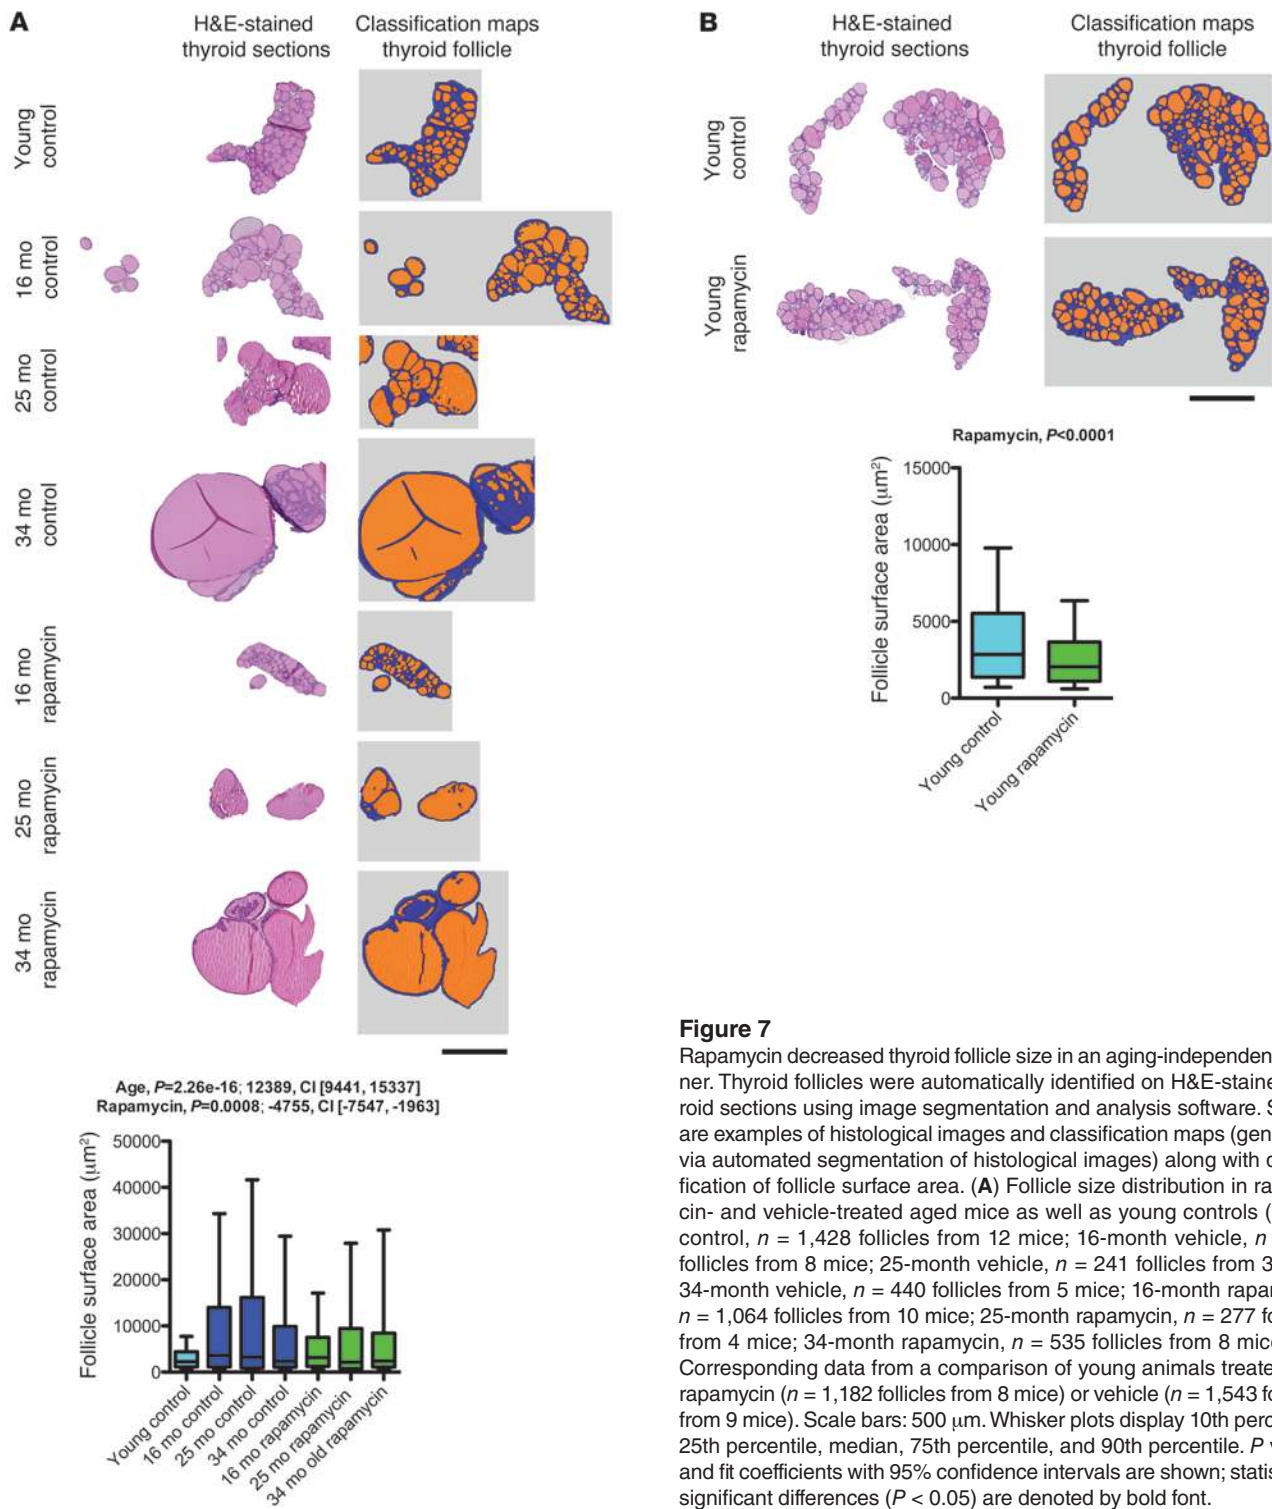 A
H&E-stained
thyroid sections
Classification maps
thyroid follicle
Young
control
16 mo
control
25 mo
control
34 mo
control
16 mo
rapamycin
25 mo
rapamycin
34 mo
rapamycin
Age, P=2.26e-16; 12389, CI [9441, 15337]
Rapamycin, P=0.0008; -4755, CI [-7547, -1963]
Follicle surface area (µm²)
50000
40000
30000
20000
10000
0
Young control
16 mo control
25 mo control
34 mo control
16 mo rapamycin
25 mo rapamycin
34 mo old rapamycin
B
H&E-stained
thyroid sections
Classification maps
thyroid follicle
Young
control
Young
rapamycin
Rapamycin, P<0.0001
Follicle surface area (µm²)
15000
10000
5000
0
Young control
Young rapamycin
Figure 7
Rapamycin decreased thyroid follicle size in an aging-independen
ner. Thyroid follicles were automatically identified on H&E-staine
roid sections using image segmentation and analysis software. S
are examples of histological images and classification maps (gen
via automated segmentation of histological images) along with
fication of follicle surface area. (A) Follicle size distribution in ra
cin- and vehicle-treated aged mice as well as young controls (
control, n = 1,428 follicles from 12 mice; 16-month vehicle, n
follicles from 8 mice; 25-month vehicle, n = 241 follicles from 3
34-month vehicle, n = 440 follicles from 5 mice; 16-month rapar
n = 1,064 follicles from 10 mice; 25-month rapamycin, n = 277 fo
from 4 mice; 34-month rapamycin, n = 535 follicles from 8 mice
Corresponding data from a comparison of young animals treate
rapamycin (n = 1,182 follicles from 8 mice) or vehicle (n = 1,543 fo
from 9 mice). Scale bars: 500 µm. Whisker plots display 10th perc
25th percentile, median, 75th percentile, and 90th percentile. P
and fit coefficients with 95% confidence intervals are shown; statis
significant differences (P < 0.05) are denoted by bold font.